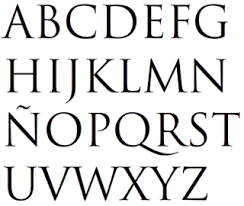 ABCDEFG
HIJKLMN
ÑOPQRST
UVWXYZ